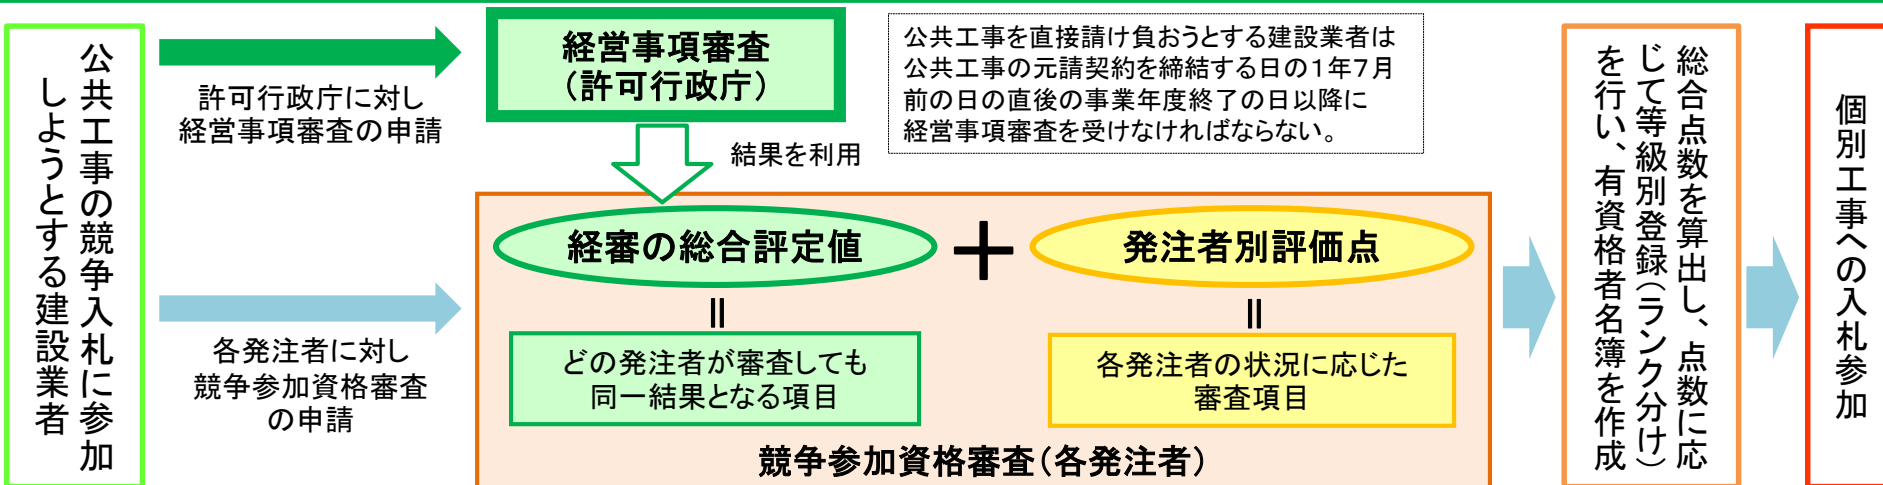 公共工事の競争入札に参加
しようとする建設業者
許可行政庁に対し
経営事項審査の申請
各発注者に対し
競争参加資格審査
の申請
経営事項審査
（許可行政庁）
結果を利用
公共工事を直接請け負おうとする建設業者は
公共工事の元請契約を締結する日の1年7月
前の日の直後の事業年度終了の日以降に
経営事項審査を受けなければならない。
経審の総合評定値
＋
発注者別評価点
＝
＝
どの発注者が審査しても
同一結果となる項目
各発注者の状況に応じた
審査項目
競争参加資格審査（各発注者）
総合点数を算出し、点数に応
じて等級別登録（ランク分け）
を行い、有資格者名簿を作成
個別工事への入札参加